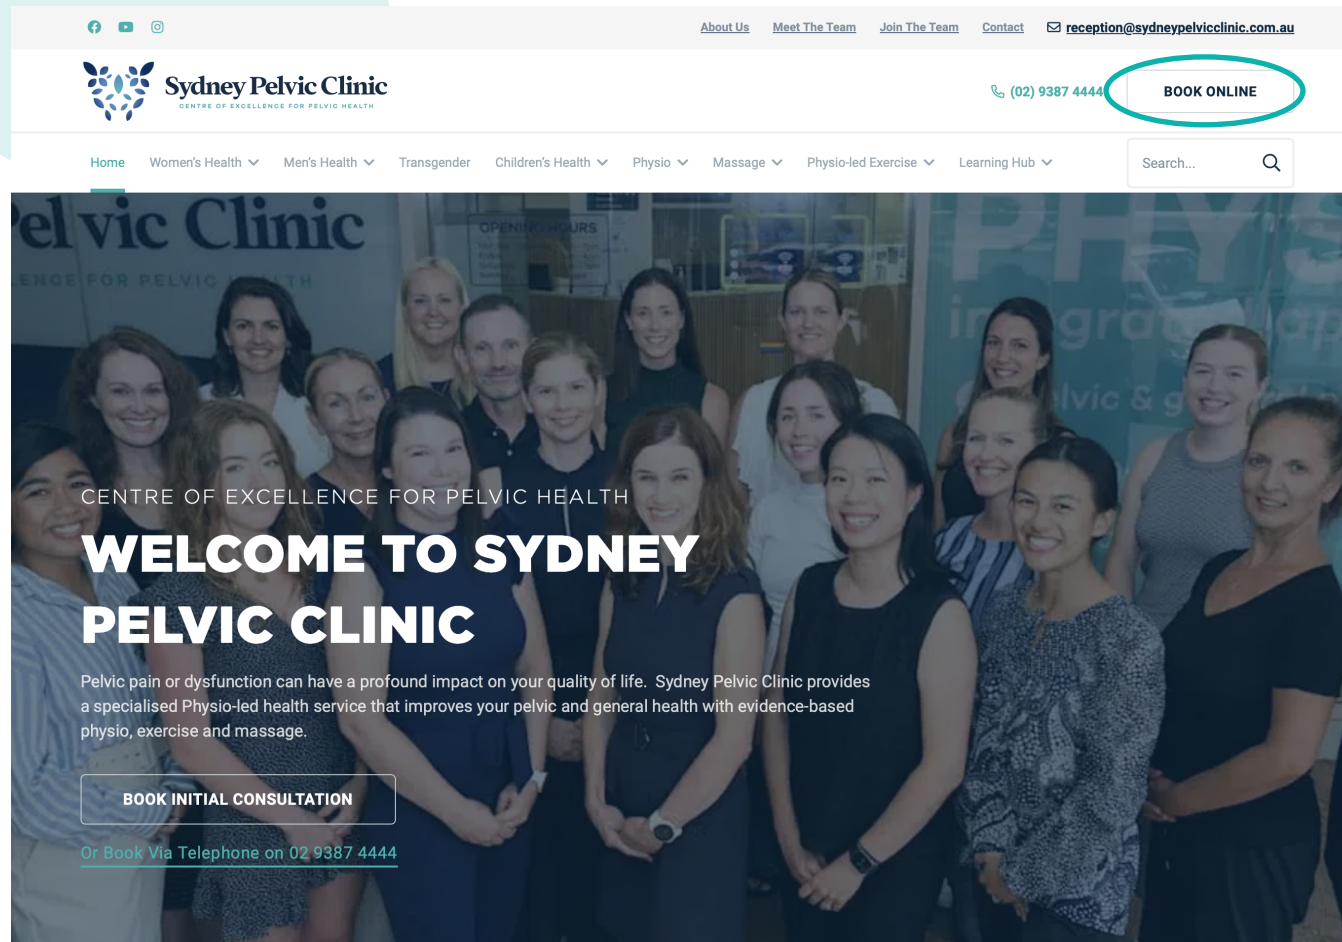 About Us Meet The Team Join The Team Contact reception@sydneypelvicclinic.com.au
Sydney Pelvic Clinic
CENTRE OF EXCELLENCE FOR PELVIC HEALTH
(02) 9387 4444
BOOK ONLINE
Home Women's Health Men's Health Transgender Children's Health Physio Massage Physio-led Exercise Learning Hub
Search...
Pelvic Clinic
ENCE FOR PELVIC HEALTH
OPENING HOURS
PHYS
CENTRE OF EXCELLENCE FOR PELVIC HEALTH
WELCOME TO SYDNEY
PELVIC CLINIC
Pelvic pain or dysfunction can have a profound impact on your quality of life. Sydney Pelvic Clinic provides
a specialised Physio-led health service that improves your pelvic and general health with evidence-based
physio, exercise and massage.
BOOK INITIAL CONSULTATION
Or Book Via Telephone on 02 9387 4444